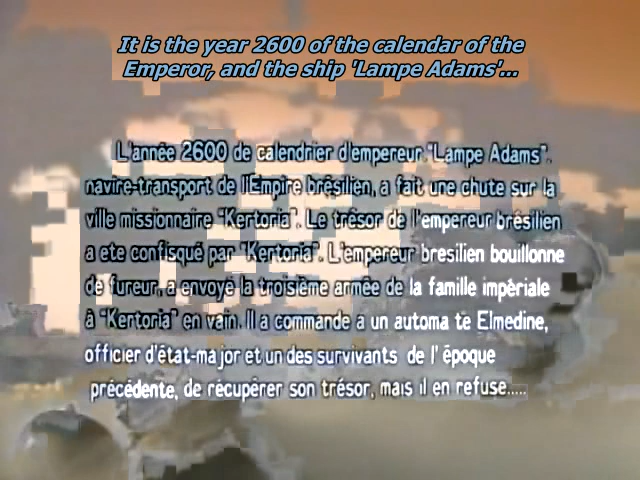 It is the year 2600 of the calendar of the
Emperor, and the ship 'Lampe Adams'...
L'année 2600 de calendrier d'empereur."Lampe Adams".
navire-transport de l'Empire brésilien, a fait une chute sur la
ville missionnaire "Kertoria". Le trésor de l'empereur brésilien
a ete confisqué par "Kertoria". L'empereur bresilien bouillonne
de fureur, a envoyé la troisième armée de la famille impèriale
à "Kertoria" en vain. Il a commande a un automa te Elmedine,
officier d'état-major et un des survivants de l' époque
précédente, de récupérer son trésor, mais il en refuse.....